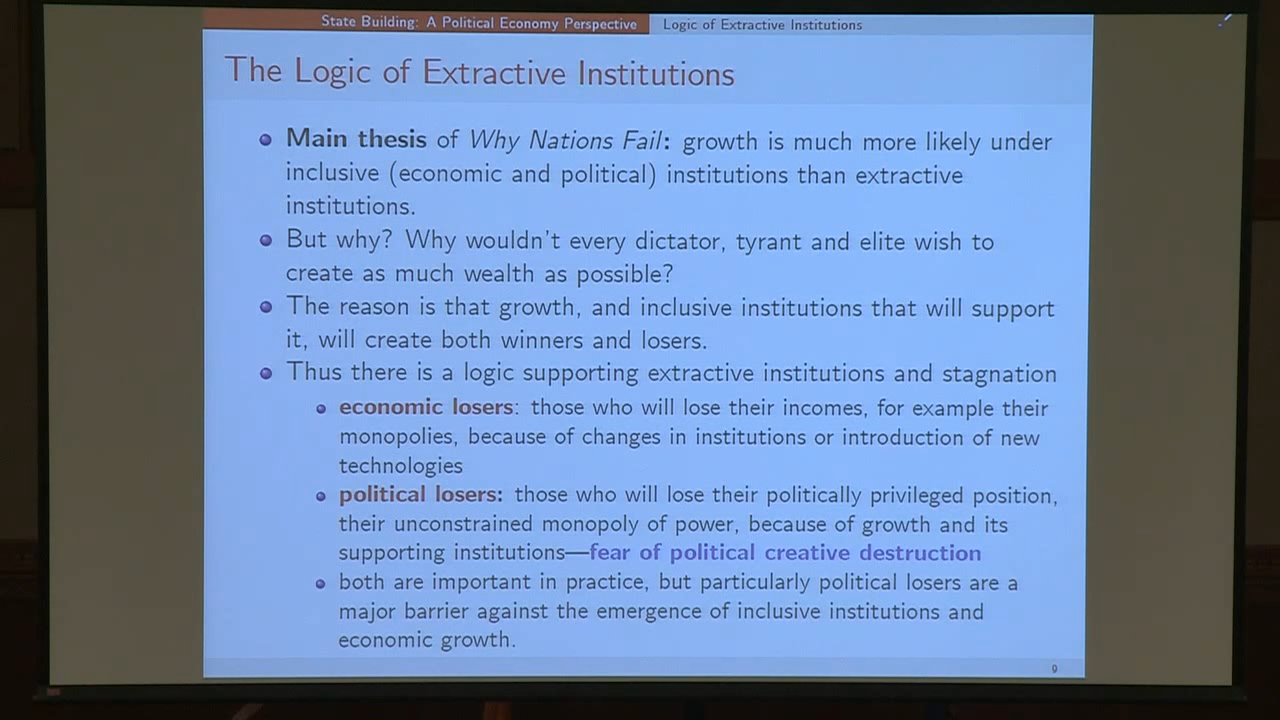 State Building: A Political Economy Perspective Logic of Extractive Institutions
The Logic of Extractive Institutions
Main thesis of Why Nations Fail: growth is much more likely under
inclusive (economic and political) institutions than extractive
institutions.
But why? Why wouldn't every dictator, tyrant and elite wish to
create as much wealth as possible?
The reason is that growth, and inclusive institutions that will support
it, will create both winners and losers.
Thus there is a logic supporting extractive institutions and stagnation
economic losers: those who will lose their incomes, for example their
monopolies, because of changes in institutions or introduction of new
technologies
political losers: those who will lose their politically privileged position,
their unconstrained monopoly of power, because of growth and its
supporting institutions—fear of political creative destruction
both are important in practice, but particularly political losers are a
major barrier against the emergence of inclusive institutions and
economic growth.
9